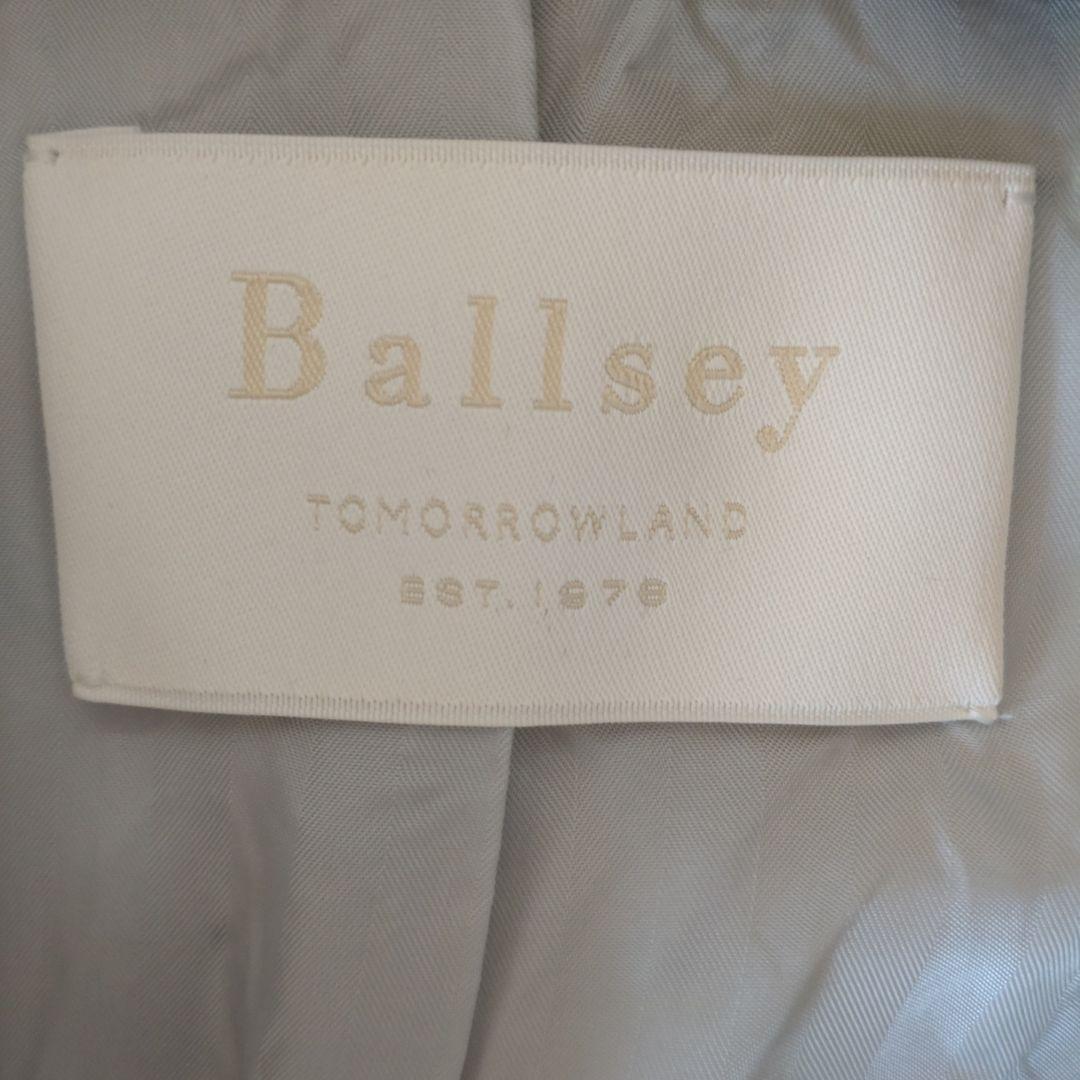 Ballsey
TOMORROWLAND
EST. 1978